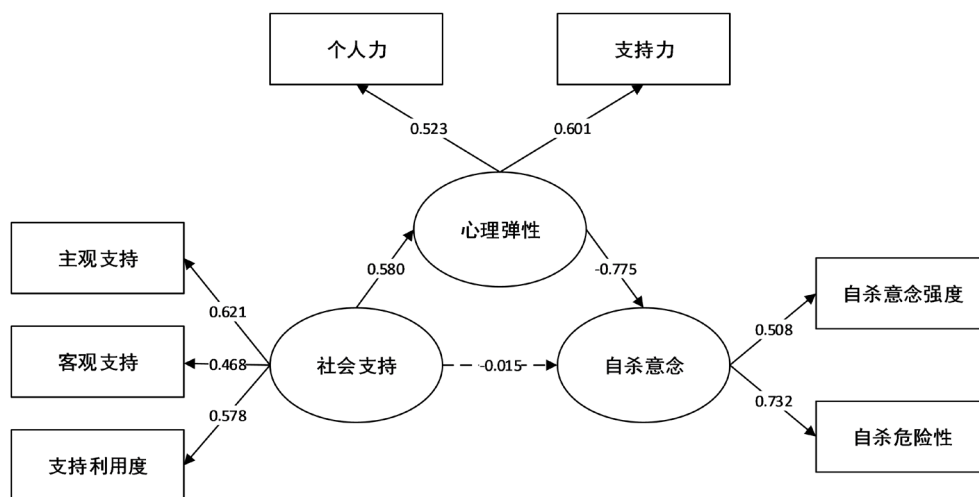 个人力
支持力
0.523
0.601
心理弹性
主观支持
0.580
-0.775
自杀意念强度
0.621
0.508
客观支持
0.468
社会支持
-0.015
自杀意念
0.578
0.732
支持利用度
自杀危险性